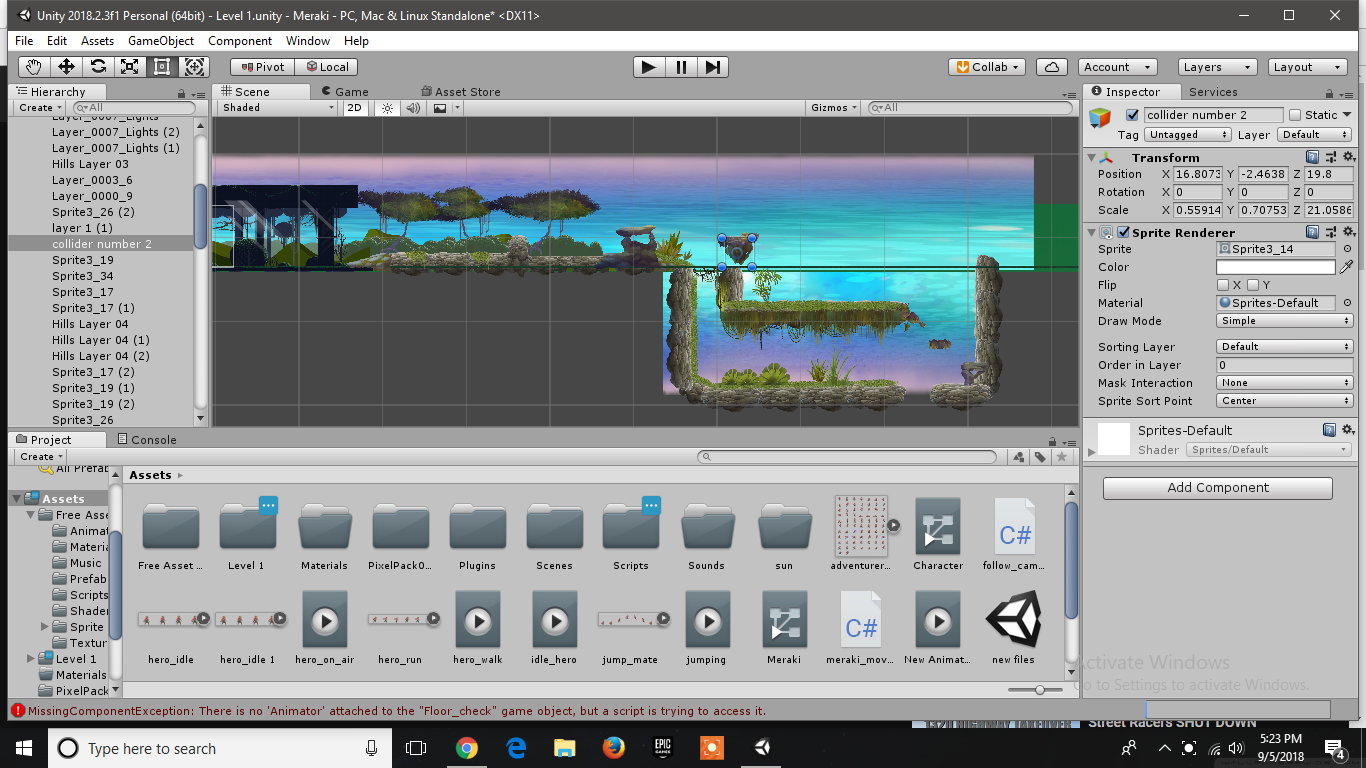 Unity 2018.2.3f1 Personal (64bit) - Level 1.unity - Meraki - PC, Mac & Linux Standalone* <DX11>
File Edit Assets GameObject Component Window Help
Pivot Local
Collab Account Layers Layout
Hierarchy
Create All
Layer_0007_Lights
Layer_0007_Lights (2)
Layer_0007_Lights (1)
Hills Layer 03
Layer_0003_6
Layer_0000_9
Sprite3_26 (2)
layer 1 (1)
collider number 2
Sprite3_19
Sprite3_34
Sprite3_17
Sprite3_17 (1)
Hills Layer 04
Hills Layer 04 (1)
Hills Layer 04 (2)
Sprite3_17 (2)
Sprite3_19 (1)
Sprite3_19 (2)
Sprite3_26
Scene Game Asset Store
Shaded 2D Gizmos All
Inspector Services
collider number 2 Static
Tag Untagged Layer Default
Transform
Position X 16.8073 Y -2.4638 Z 19.8
Rotation X 0 Y 0 Z 0
Scale X 0.55914 Y 0.70753 Z 21.0586
Sprite Renderer
Sprite Sprite3_14
Color
Flip X Y
Material Sprites-Default
Draw Mode Simple
Sorting Layer Default
Order in Layer 0
Mask Interaction None
Sprite Sort Point Center
Sprites-Default
Shader Sprites/Default
Add Component
Project Console
Create
All Prefab
Assets
Free Asse
Animat
Materia
Music
Prefab
Scripts
Shader
Sprite
Textur
Level 1
Materials
PixelPack
Assets
Free Asset ... Level 1 Materials PixelPackO... Plugins Scenes Scripts Sounds sun adventurer... Character follow_cam...
C#
hero_idle hero_idle 1 hero_on_air hero_run hero_walk idle_hero jump_mate jumping Meraki meraki_mov... New Animat... new files
C#
Activate Windows
Go to Settings to activate Windows.
MissingComponentException: There is no 'Animator' attached to the "Floor_check" game object, but a script is trying to access it.
Street Racers SHUT DOWN
Type here to search
EPIC GAMES
5:23 PM
9/5/2018
4